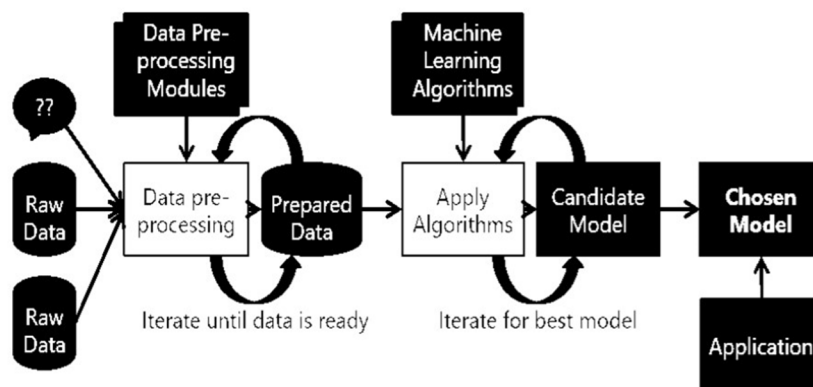 Data Pre-
processing
Modules
Machine
Learning
Algorithms
??
Raw
Data
Data pre-
processing
Prepared
Data
Apply
Algorithms
Candidate
Model
Chosen
Model
Raw
Data
Iterate until data is ready
Iterate for best model
Application